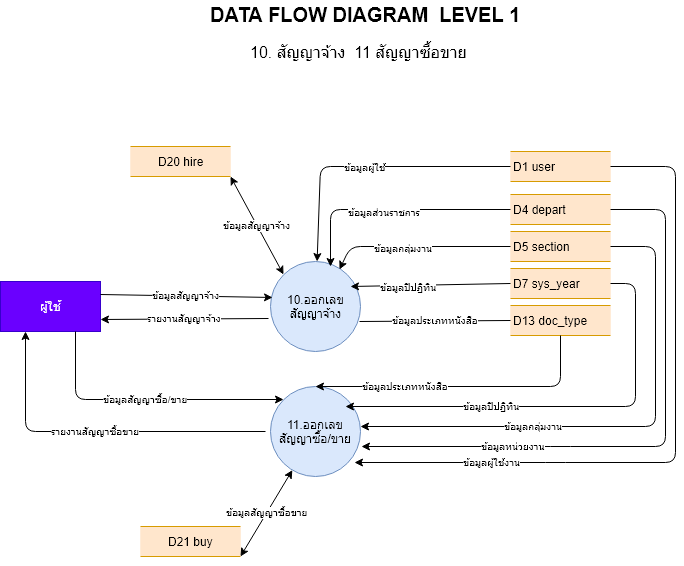 DATA FLOW DIAGRAM LEVEL 1
10. สัญญาจ้าง 11 สัญญาซื้อขาย
D20 hire
ข้อมูลผู้ใช้
D1 user
ข้อมูลส่วนราชการ
D4 depart
ข้อมูลสัญญาจ้าง
ข้อมูลกลุ่มงาน
D5 section
ข้อมูลปีปฏิทิน
D7 sys_year
ผู้ใช้
ข้อมูลสัญญาจ้าง
10.ออกเลข
สัญญาจ้าง
รายงานสัญญาจ้าง
ข้อมูลประเภทหนังสือ
D13 doc_type
ข้อมูลประเภทหนังสือ
ข้อมูลสัญญาซื้อ/ขาย
ข้อมูลปีปฏิทิน
11.ออกเลข
สัญญาซื้อ/ขาย
ข้อมูลกลุ่มงาน
รายงานสัญญาซื้อขาย
ข้อมูลหน่วยงาน
ข้อมูลผู้ใช้งาน
ข้อมูลสัญญาซื้อขาย
D21 buy